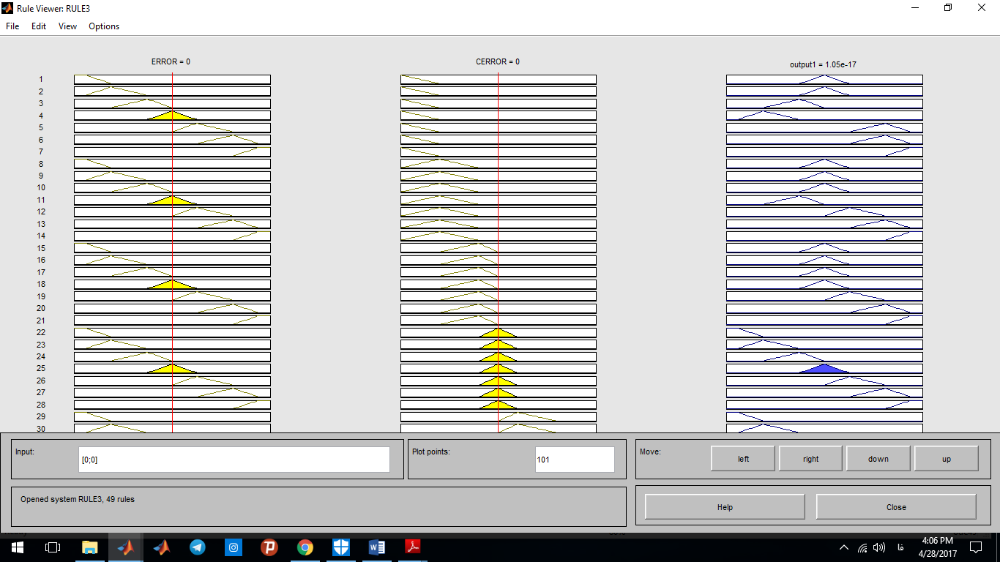 Rule Viewer: RULE3
File Edit View Options
ERROR = 0
CERROR = 0
output1 = 1.05e-17
1
2
3
4
5
6
7
8
9
10
11
12
13
14
15
16
17
18
19
20
21
22
23
24
25
26
27
28
29
30
Input:
[0;0]
Plot points:
101
Move:
left
right
down
up
Opened system RULE3, 49 rules
Help
Close
فا
4:06 PM
4/28/2017